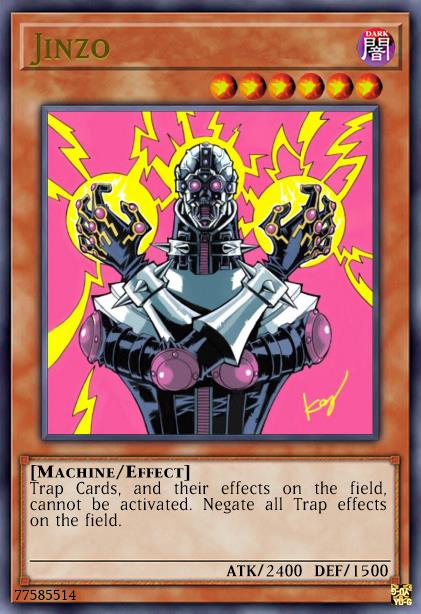 JINZO
DARK
闇
[MACHINE/EFFECT]
Trap Cards, and their effects on the field,
cannot be activated. Negate all Trap effects
on the field.
ATK/2400 DEF/1500
77585514